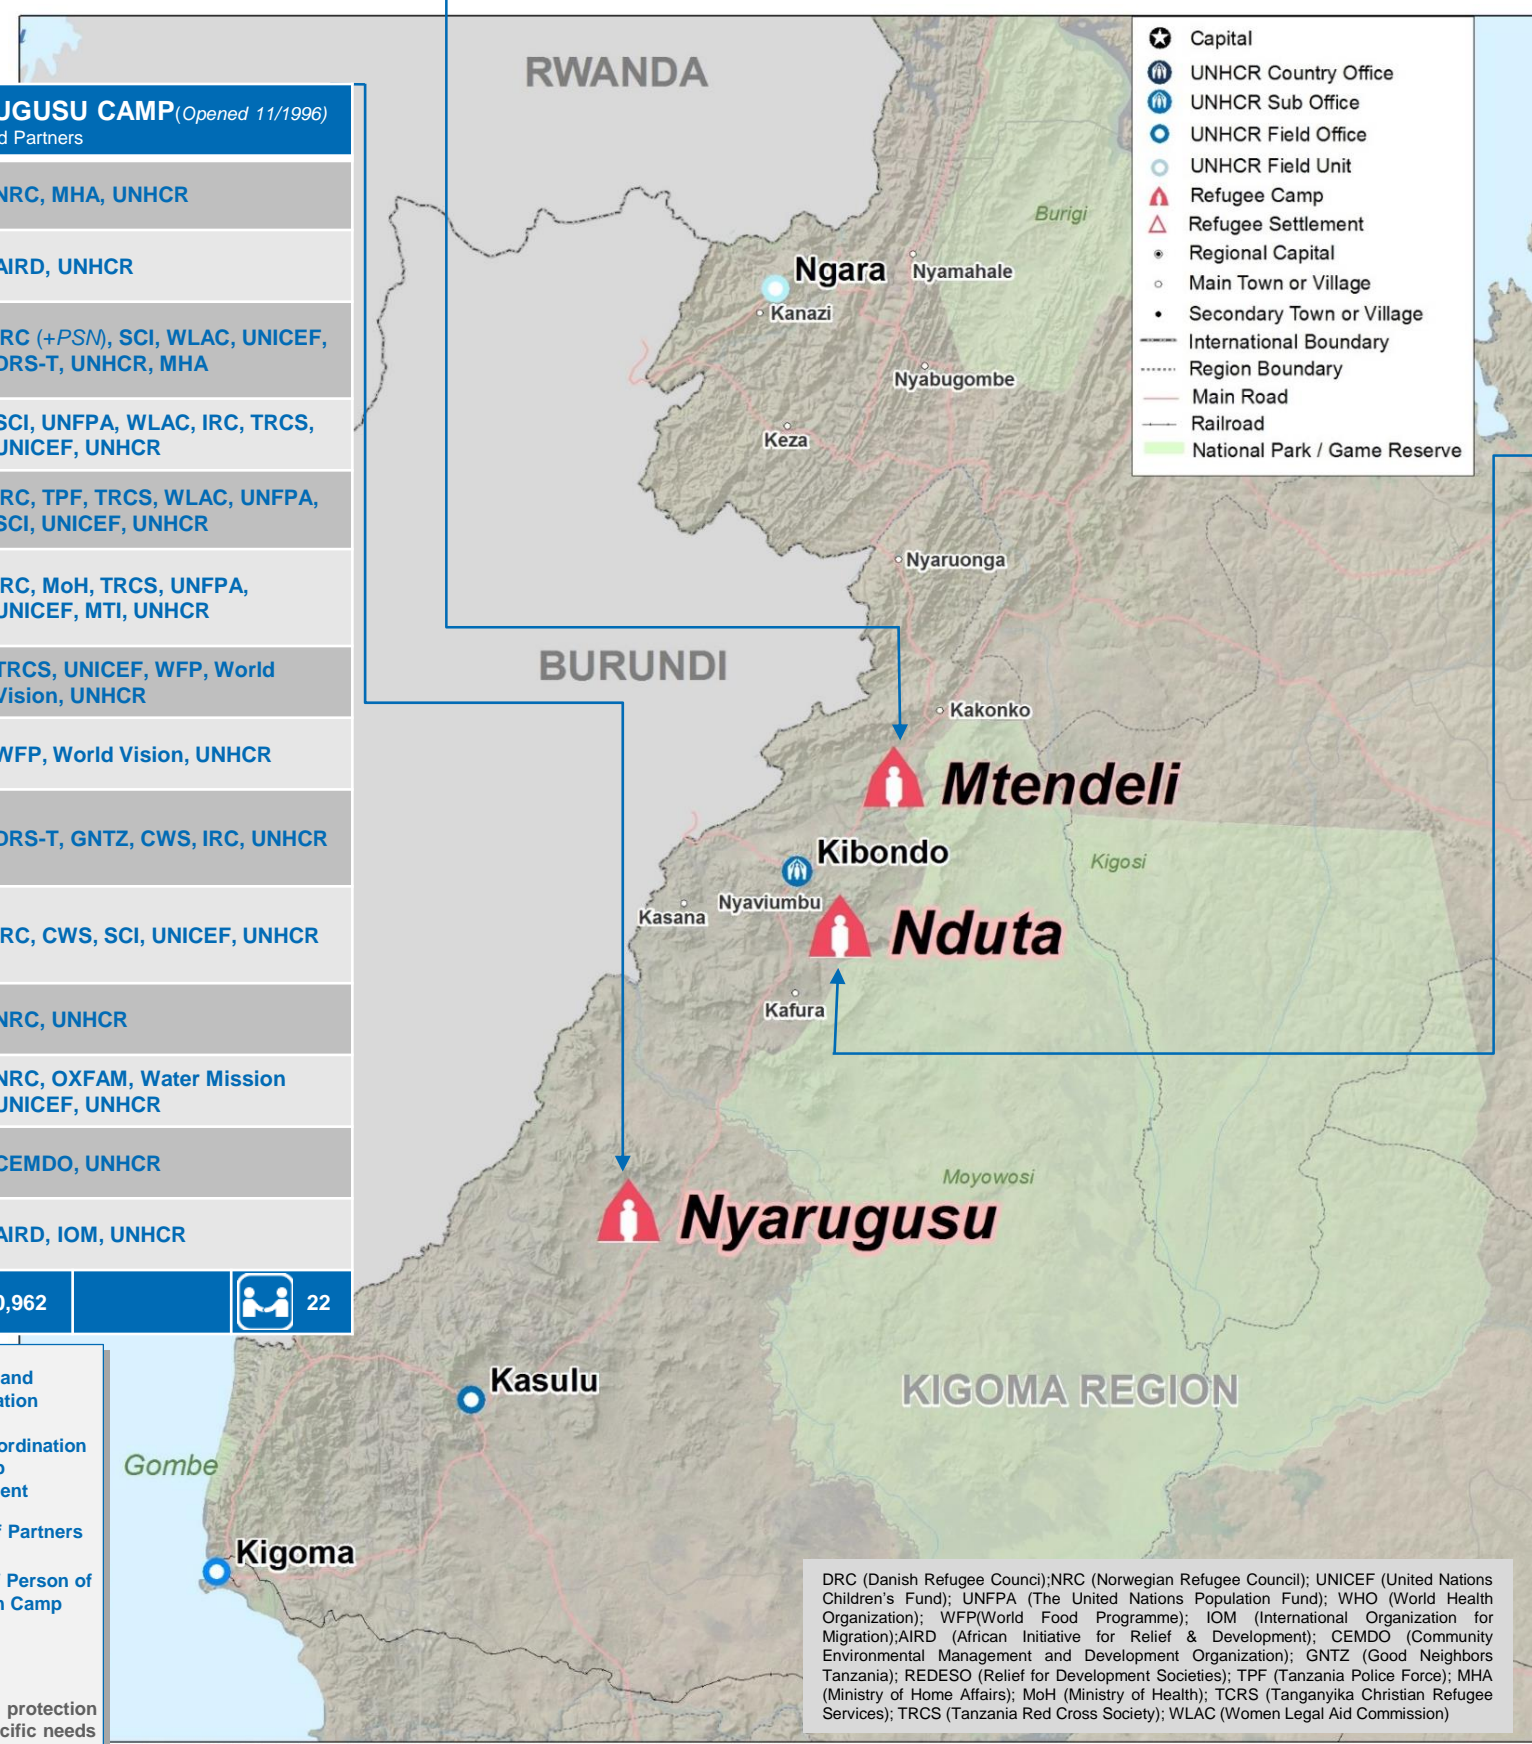 UGUSU CAMP(Opened 11/1996)
d Partners
NRC, MHA, UNHCR
AIRD, UNHCR
RC (+PSN), SCI, WLAC, UNICEF,
DRS-T, UNHCR, MHA
SCI, UNFPA, WLAC, IRC, TRCS,
UNICEF, UNHCR
RC, TPF, TRCS, WLAC, UNFPA,
SCI, UNICEF, UNHCR
RC, MoH, TRCS, UNFPA,
UNICEF, MTI, UNHCR
TRCS, UNICEF, WFP, World
Vision, UNHCR
WFP, World Vision, UNHCR
DRS-T, GNTZ, CWS, IRC, UNHCR
RC, CWS, SCI, UNICEF, UNHCR
NRC, UNHCR
NRC, OXFAM, Water Mission
UNICEF, UNHCR
CEMDO, UNHCR
AIRD, IOM, UNHCR
0,962
22
and
ation
ordination
ent
f Partners
Person of
n Camp
protection
cific needs
RWANDA
BURUNDI
Burigi
Ngara
Nyamahale
Kanazi
Nyabugombe
Keza
Nyaruonga
Kakonko
Mtendeli
Kibondo
Kigosi
Nyaviumbu
Kasana
Nduta
Kafura
Moyowosi
Nyarugusu
Kasulu
KIGOMA REGION
Gombe
Kigoma
Capital
UNHCR Country Office
UNHCR Sub Office
UNHCR Field Office
UNHCR Field Unit
Refugee Camp
Refugee Settlement
Regional Capital
Main Town or Village
Secondary Town or Village
International Boundary
Region Boundary
Main Road
Railroad
National Park / Game Reserve
DRC (Danish Refugee Counci);NRC (Norwegian Refugee Council); UNICEF (United Nations
Children's Fund); UNFPA (The United Nations Population Fund); WHO (World Health
Organization); WFP(World Food Programme); IOM (International Organization for
Migration);AIRD (African Initiative for Relief & Development); CEMDO (Community
Environmental Management and Development Organization); GNTZ (Good Neighbors
Tanzania); REDESO (Relief for Development Societies); TPF (Tanzania Police Force); MHA
(Ministry of Home Affairs); MoH (Ministry of Health); TCRS (Tanganyika Christian Refugee
Services); TRCS (Tanzania Red Cross Society); WLAC (Women Legal Aid Commission)